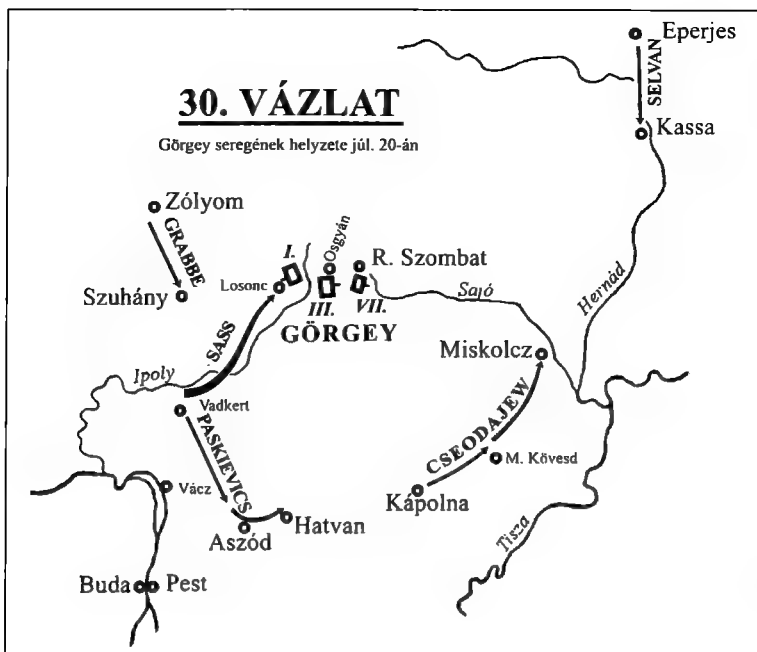 Eperjes
SELVAN
Kassa
30. VÁZLAT
Görgey seregének helyzete júl. 20-án
Zólyom
GRABBE
Szuhány
Losonc
I.
Osgyán
R. Szombat
III.
VII.
GÖRGEY
Sajó
Hernád
SASS
Ipoly
Miskolcz
Vadkert
PASKIEVICS
CSEODAJEW
M. Kövesd
Vácz
Kápolna
Hatvan
Aszód
Tisza
Buda
Pest